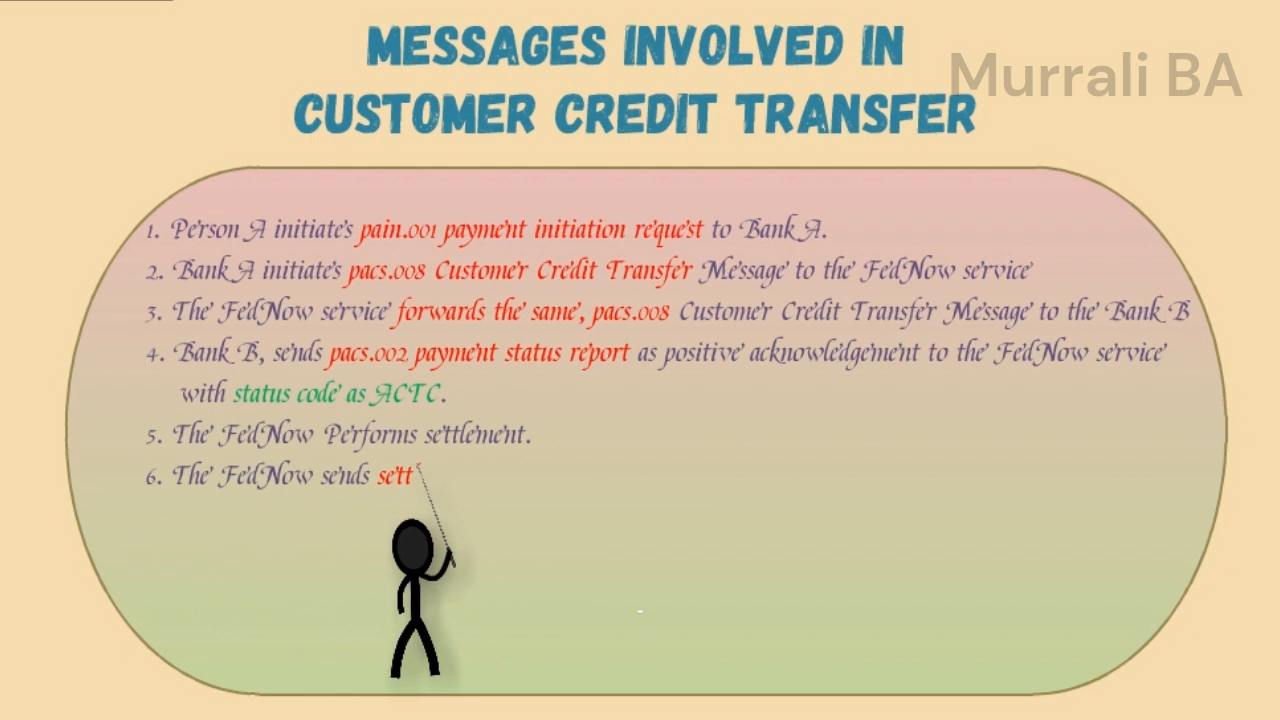 MESSAGES INVOLVED IN
CUSTOMER CREDIT TRANSFER
Murrali BA
1. Person A initiate's pain.001 payment initiation request to Bank A.
2. Bank A initiate's pacs.008 Customer Credit Transfer Message to the FedNow service
3. The FedNow service forwards the same, pacs.008 Customer Credit Transfer Message to the Bank B
4. Bank B, sends pacs.002 payment status report as positive acknowledgement to the FedNow service
with status code as ACTC.
5. The FedNow Performs settlement.
6. The FedNow sends sett